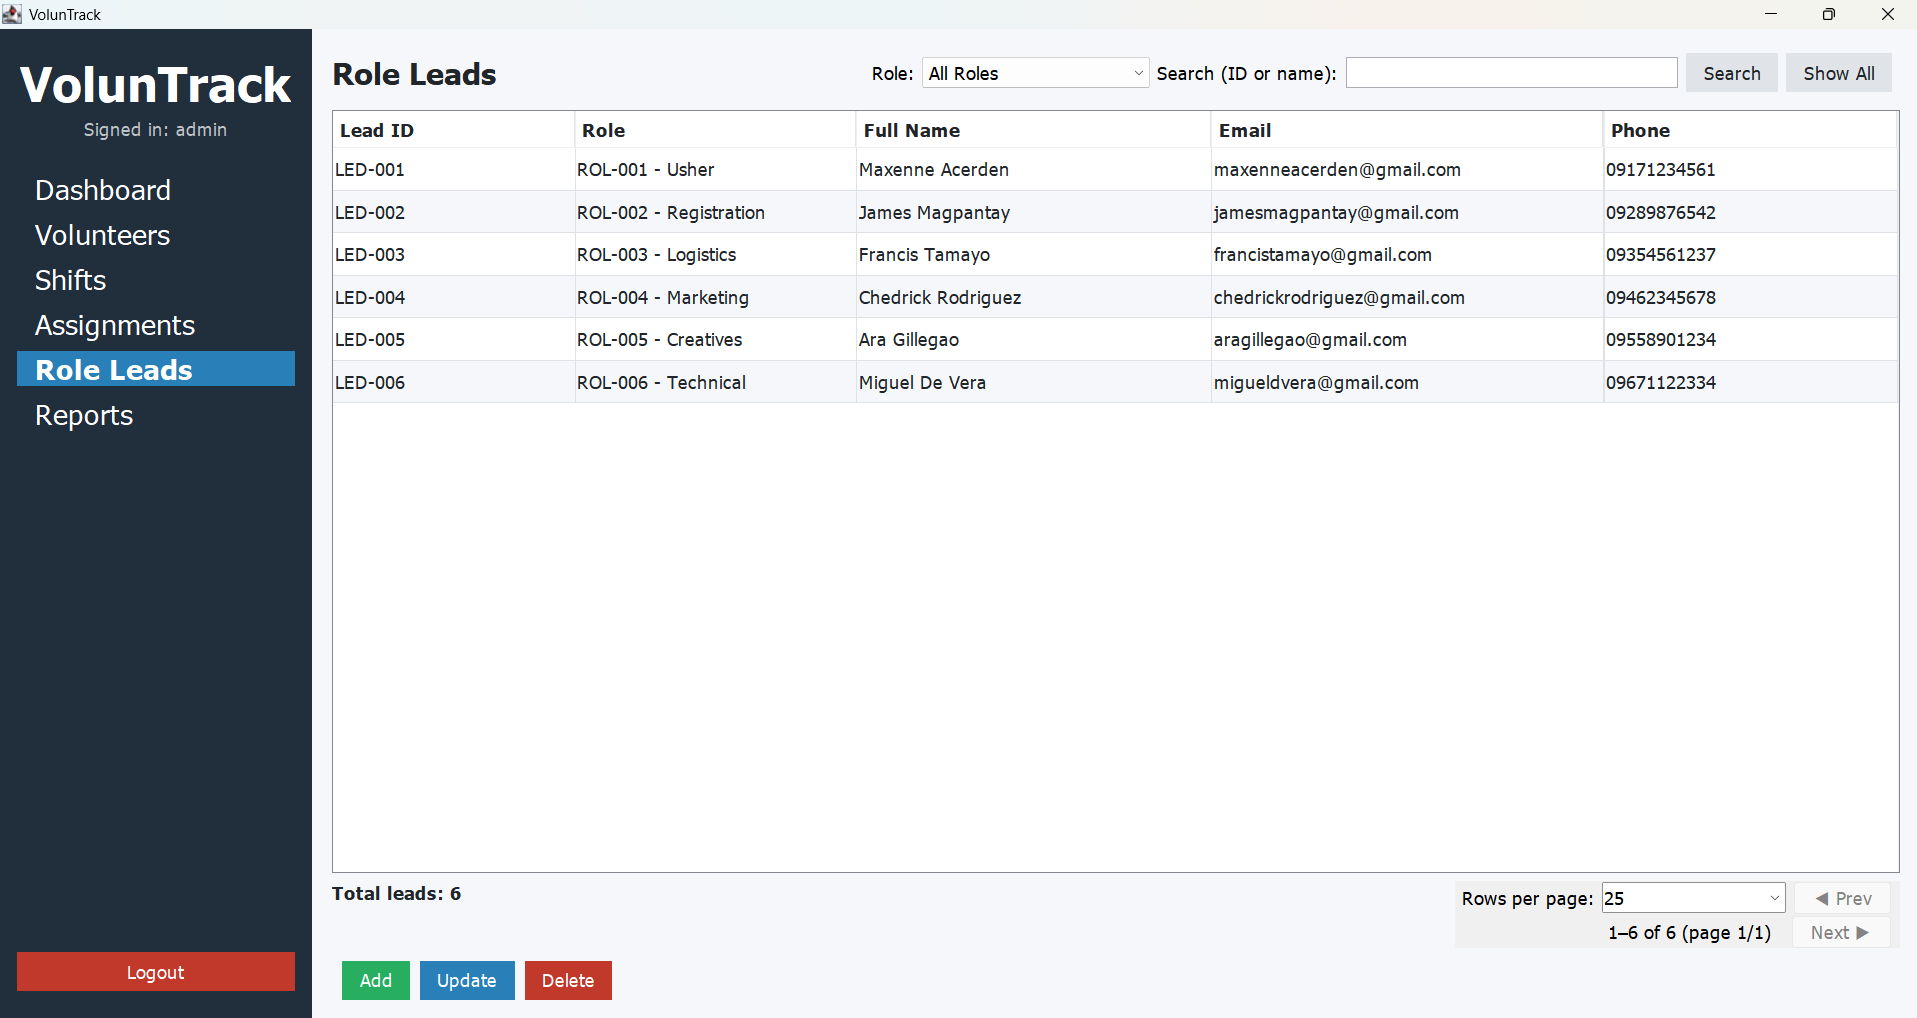 VolunTrack
VolunTrack
Signed in: admin
Dashboard
Volunteers
Shifts
Assignments
Role Leads
Reports
Logout
Role Leads
Role: All Roles Search (ID or name): Search Show All
Lead ID Role Full Name Email Phone
LED-001 ROL-001 - Usher Maxenne Acerden maxenneacerden@gmail.com 09171234561
LED-002 ROL-002 - Registration James Magpantay jamesmagpantay@gmail.com 09289876542
LED-003 ROL-003 - Logistics Francis Tamayo francistamayo@gmail.com 09354561237
LED-004 ROL-004 - Marketing Chedrick Rodriguez chedrickrodriguez@gmail.com 09462345678
LED-005 ROL-005 - Creatives Ara Gillegao aragillegao@gmail.com 09558901234
LED-006 ROL-006 - Technical Miguel De Vera migueldvera@gmail.com 09671122334
Total leads: 6
Rows per page: 25 ◀ Prev
1–6 of 6 (page 1/1) Next ▶
Add Update Delete